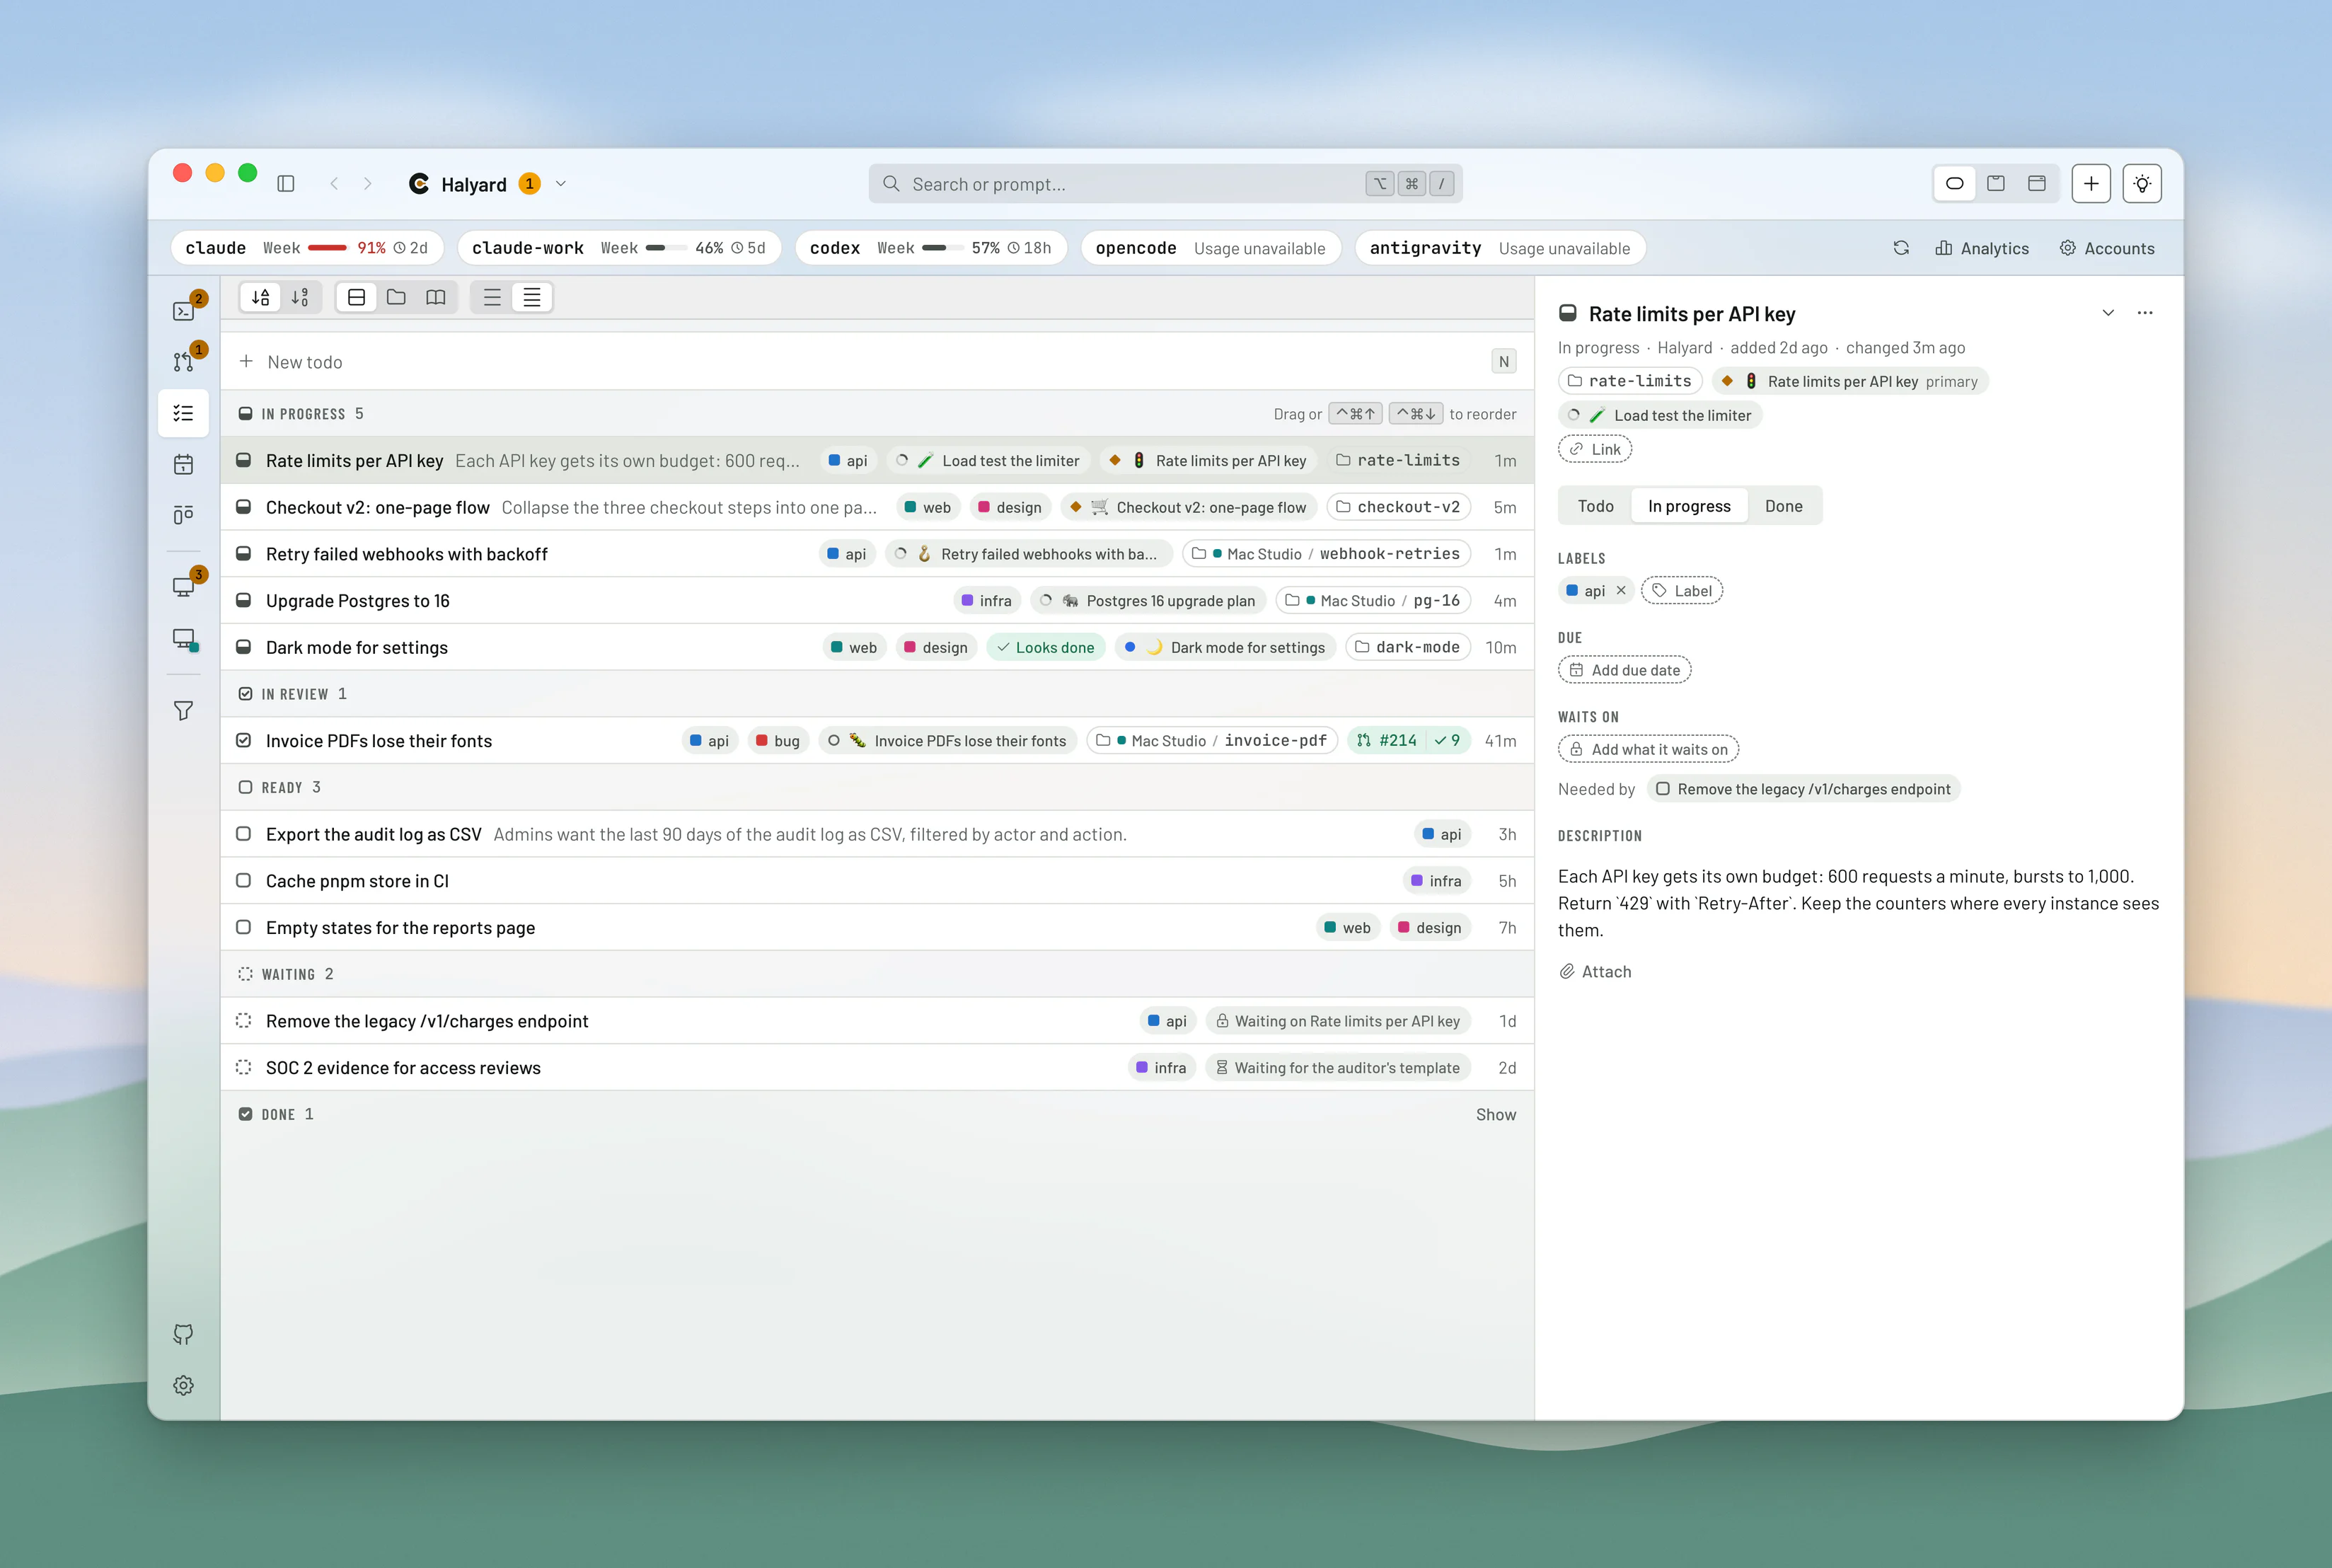 Halyard 1
Search or prompt... ⌥ ⌘ /
claude Week 91% 2d
claude-work Week 46% 5d
codex Week 57% 18h
opencode Usage unavailable
antigravity Usage unavailable
Analytics
Accounts
2
1
3
9
0
New todo N
IN PROGRESS 5 Drag or ^⌘↑ ^⌘↓ to reorder
Rate limits per API key Each API key gets its own budget: 600 req... api Load test the limiter Rate limits per API key rate-limits 1m
Checkout v2: one-page flow Collapse the three checkout steps into one pa... web design Checkout v2: one-page flow checkout-v2 5m
Retry failed webhooks with backoff api Retry failed webhooks with ba... Mac Studio / webhook-retries 1m
Upgrade Postgres to 16 infra Postgres 16 upgrade plan Mac Studio / pg-16 4m
Dark mode for settings web design Looks done Dark mode for settings dark-mode 10m
IN REVIEW 1
Invoice PDFs lose their fonts api bug Invoice PDFs lose their fonts Mac Studio / invoice-pdf #214 9 41m
READY 3
Export the audit log as CSV Admins want the last 90 days of the audit log as CSV, filtered by actor and action. api 3h
Cache pnpm store in CI infra 5h
Empty states for the reports page web design 7h
WAITING 2
Remove the legacy /v1/charges endpoint api Waiting on Rate limits per API key 1d
SOC 2 evidence for access reviews infra Waiting for the auditor's template 2d
DONE 1 Show
Rate limits per API key
In progress · Halyard · added 2d ago · changed 3m ago
rate-limits Rate limits per API key primary
Load test the limiter
Link
Todo In progress Done
LABELS
api × Label
DUE
Add due date
WAITS ON
Add what it waits on
Needed by Remove the legacy /v1/charges endpoint
DESCRIPTION
Each API key gets its own budget: 600 requests a minute, bursts to 1,000.
Return `429` with `Retry-After`. Keep the counters where every instance sees
them.
Attach